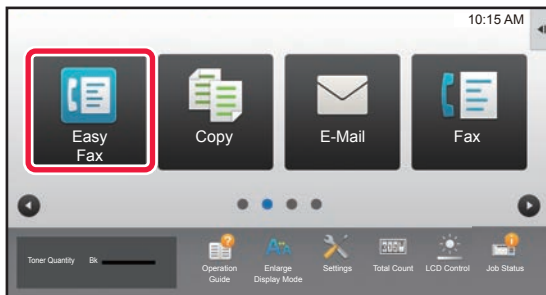 10:15 AM
Easy
Fax
Copy
E-Mail
Fax
Toner Quantity
Bk
Operation
Guide
Enlarge
Display Mode
Settings
Total Count
LCD Control
Job Status